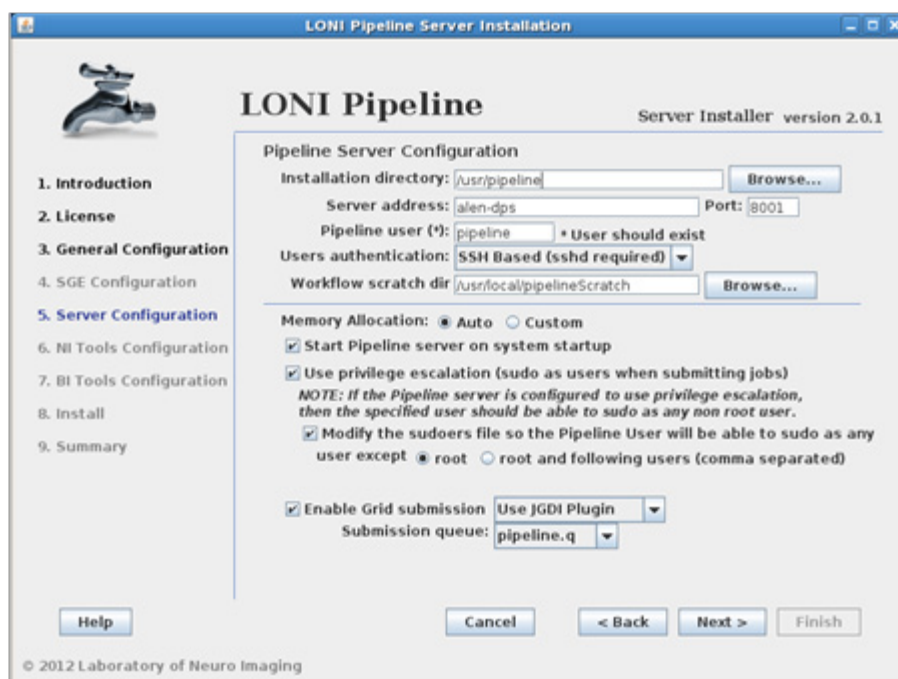 LONI Pipeline Server Installation
LONI Pipeline
Server Installer version 2.0.1
1. Introduction
2. License
3. General Configuration
4. SGE Configuration
5. Server Configuration
6. NI Tools Configuration
7. BI Tools Configuration
8. Install
9. Summary
Pipeline Server Configuration
Installation directory: /usr/pipeline Browse...
Server address: alen-dps Port: 8001
Pipeline user (*): pipeline * User should exist
Users authentication: SSH Based (sshd required)
Workflow scratch dir /usr/local/pipelineScratch Browse...
Memory Allocation: Auto Custom
Start Pipeline server on system startup
Use privilege escalation (sudo as users when submitting jobs)
NOTE: If the Pipeline server is configured to use privilege escalation,
then the specified user should be able to sudo as any non root user.
Modify the sudoers file so the Pipeline User will be able to sudo as any
user except root root and following users (comma separated)
Enable Grid submission Use JGDI Plugin
Submission queue: pipeline.q
Help Cancel < Back Next > Finish
© 2012 Laboratory of Neuro Imaging